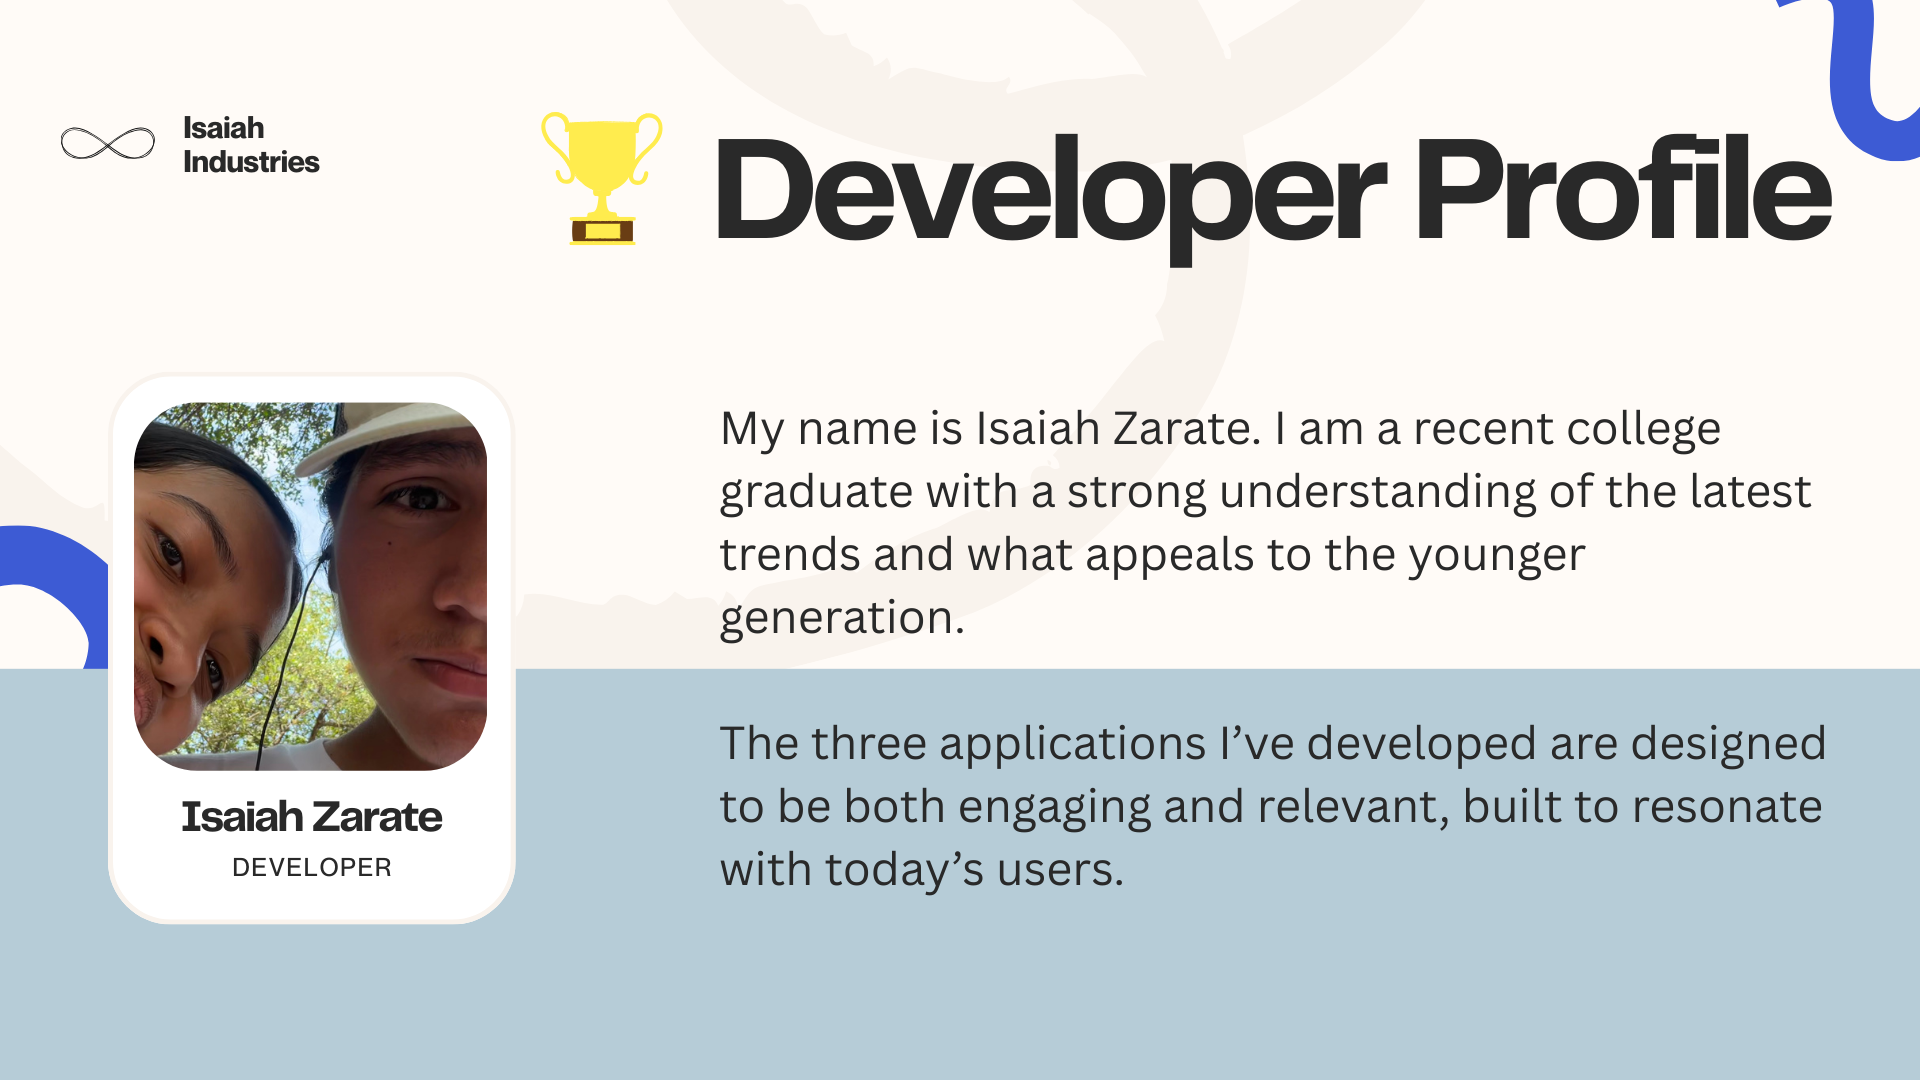 Isaiah
Industries
Developer Profile
My name is Isaiah Zarate. I am a recent college
graduate with a strong understanding of the latest
trends and what appeals to the younger
generation.
The three applications I’ve developed are designed
to be both engaging and relevant, built to resonate
with today’s users.
Isaiah Zarate
DEVELOPER